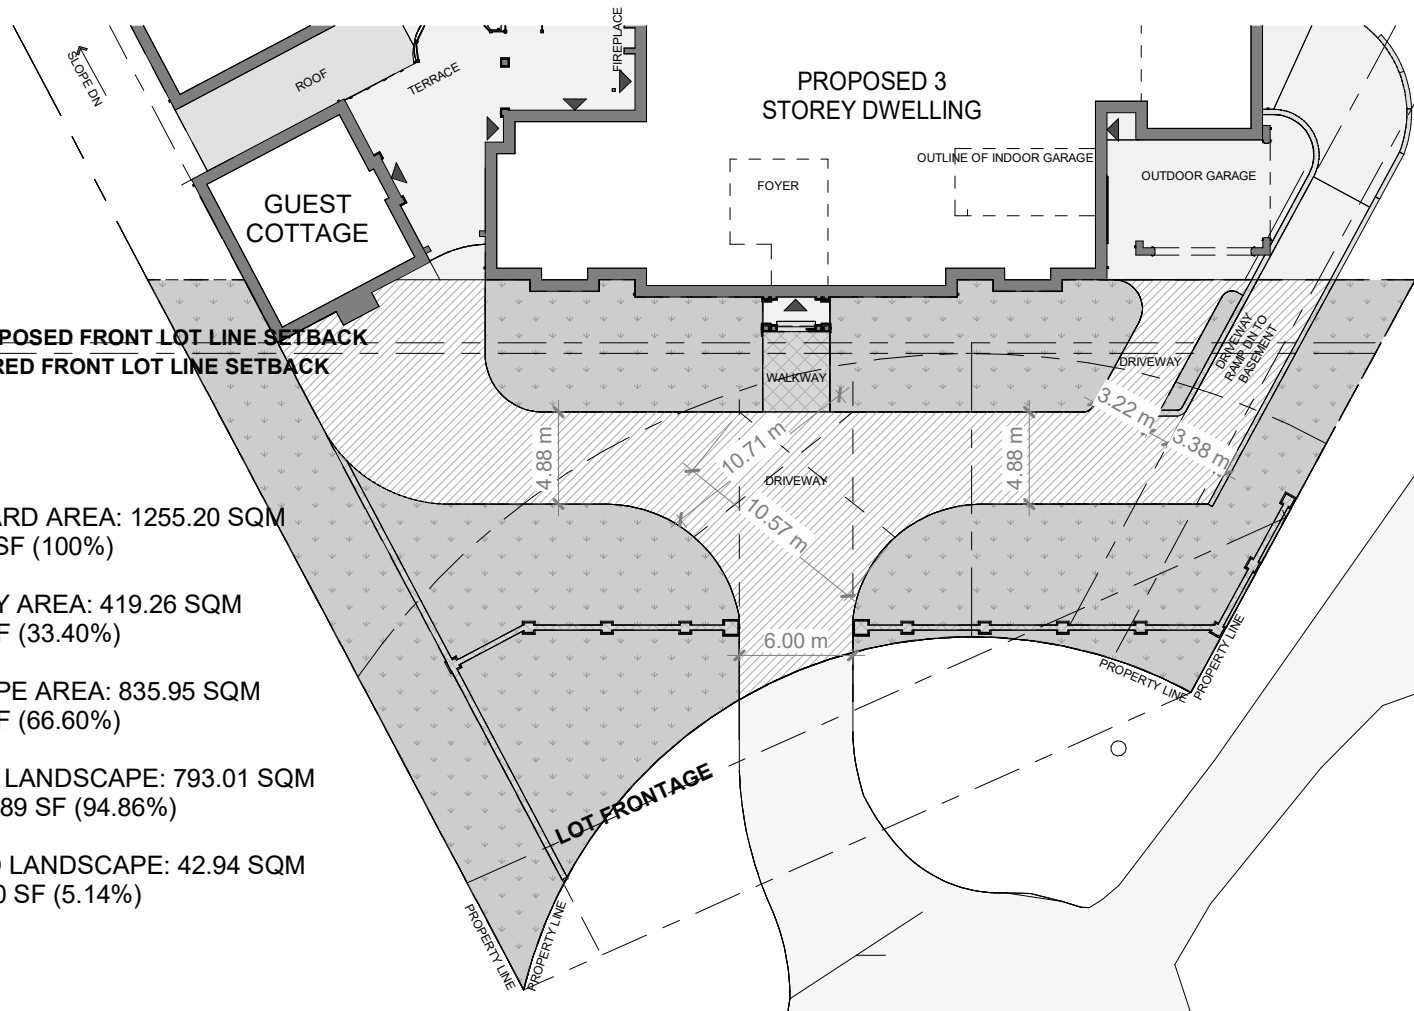 SLOPE DN
ROOF
TERRACE
FIREPLACE
PROPOSED 3
STOREY DWELLING
GUEST
COTTAGE
FOYER
OUTLINE OF INDOOR GARAGE
OUTDOOR GARAGE
POSED FRONT LOT LINE SETBACK
RED FRONT LOT LINE SETBACK
WALKWAY
DRIVEWAY
DRIVEWAY
RAMP DN TO
BASEMENT
3.22 m
3.38 m
10.71 m
4.88 m
4.88 m
DRIVEWAY
10.57 m
ARD AREA: 1255.20 SQM
SF (100%)
Y AREA: 419.26 SQM
F (33.40%)
6.00 m
PE AREA: 835.95 SQM
F (66.60%)
PROPERTY LINE
PROPERTY LINE
LANDSCAPE: 793.01 SQM
89 SF (94.86%)
LOT FRONTAGE
LANDSCAPE: 42.94 SQM
0 SF (5.14%)
PROPERTY LINE
PROPERTY LINE